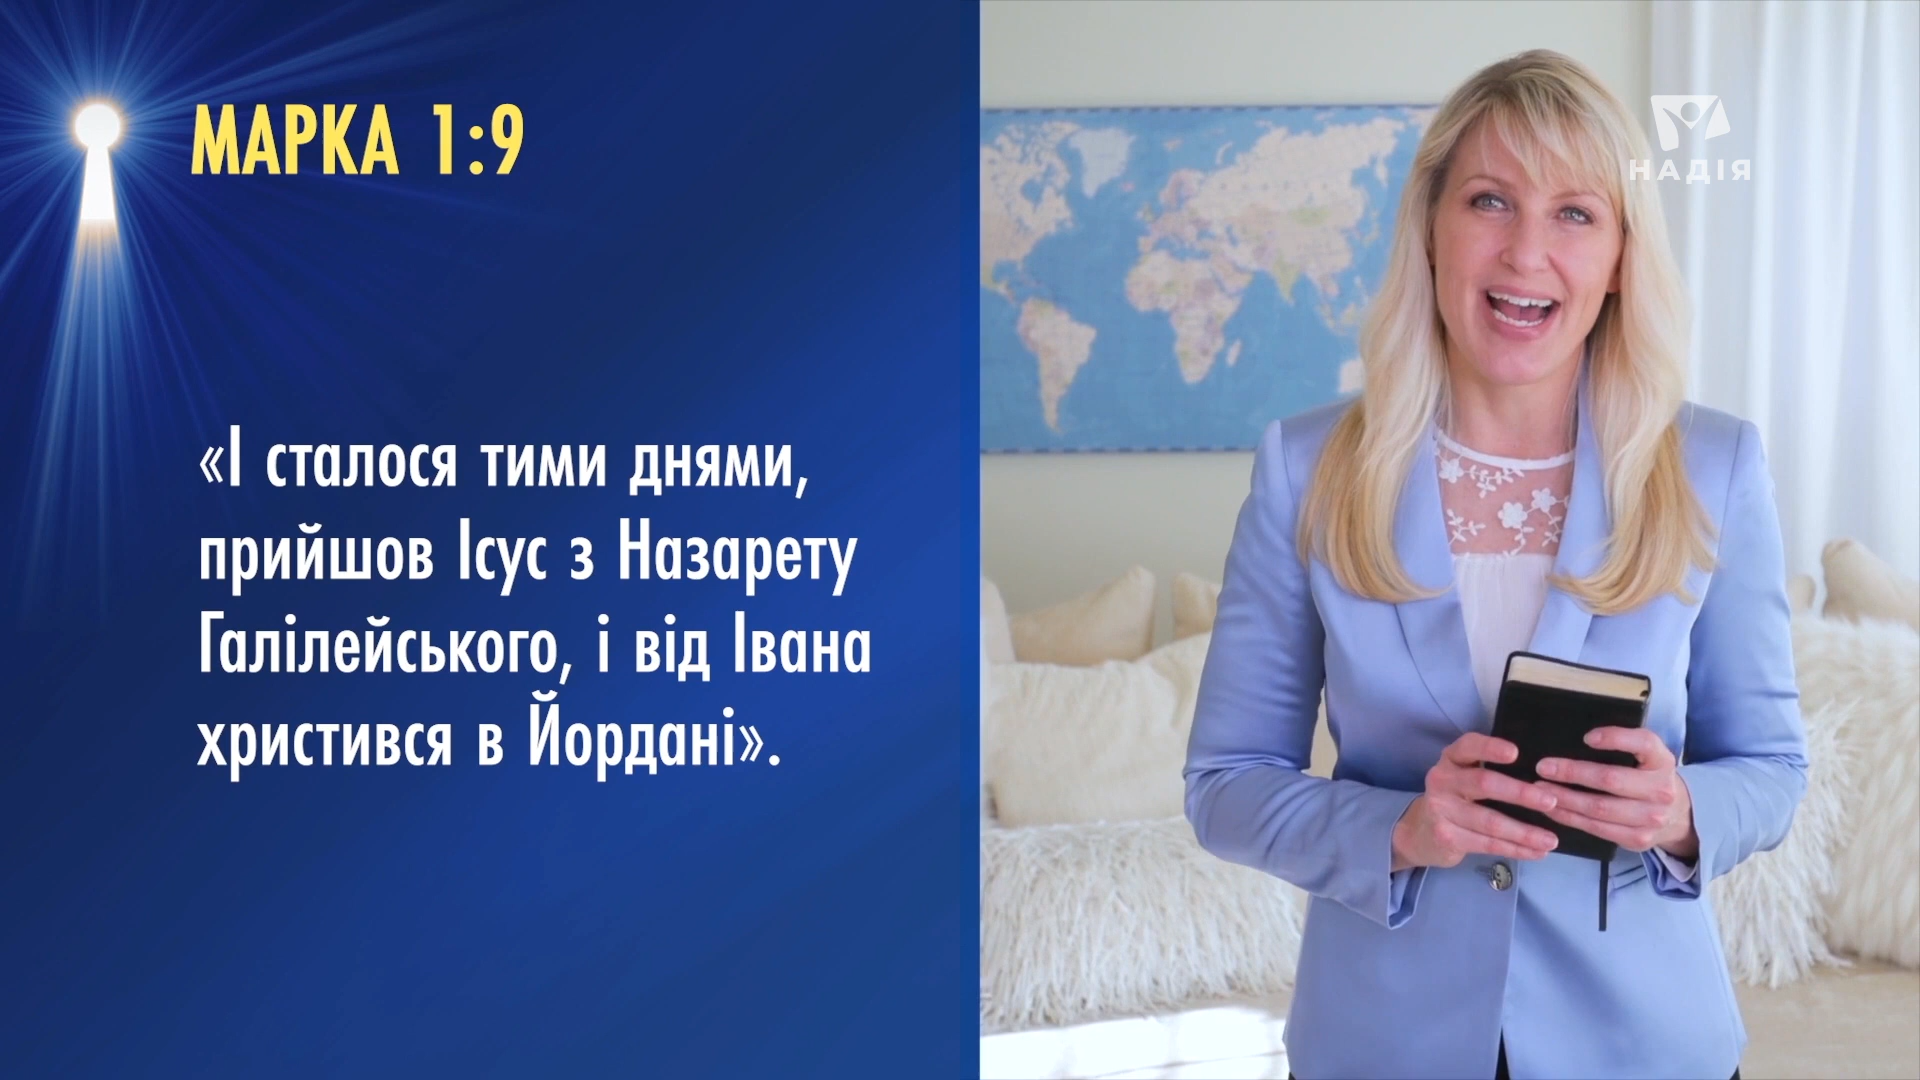 МАРКА 1:9
«І сталося тими днями,
прийшов Ісус з Назарету
Галілейського, і від Івана
христився в Йордані».
НАДІЯ